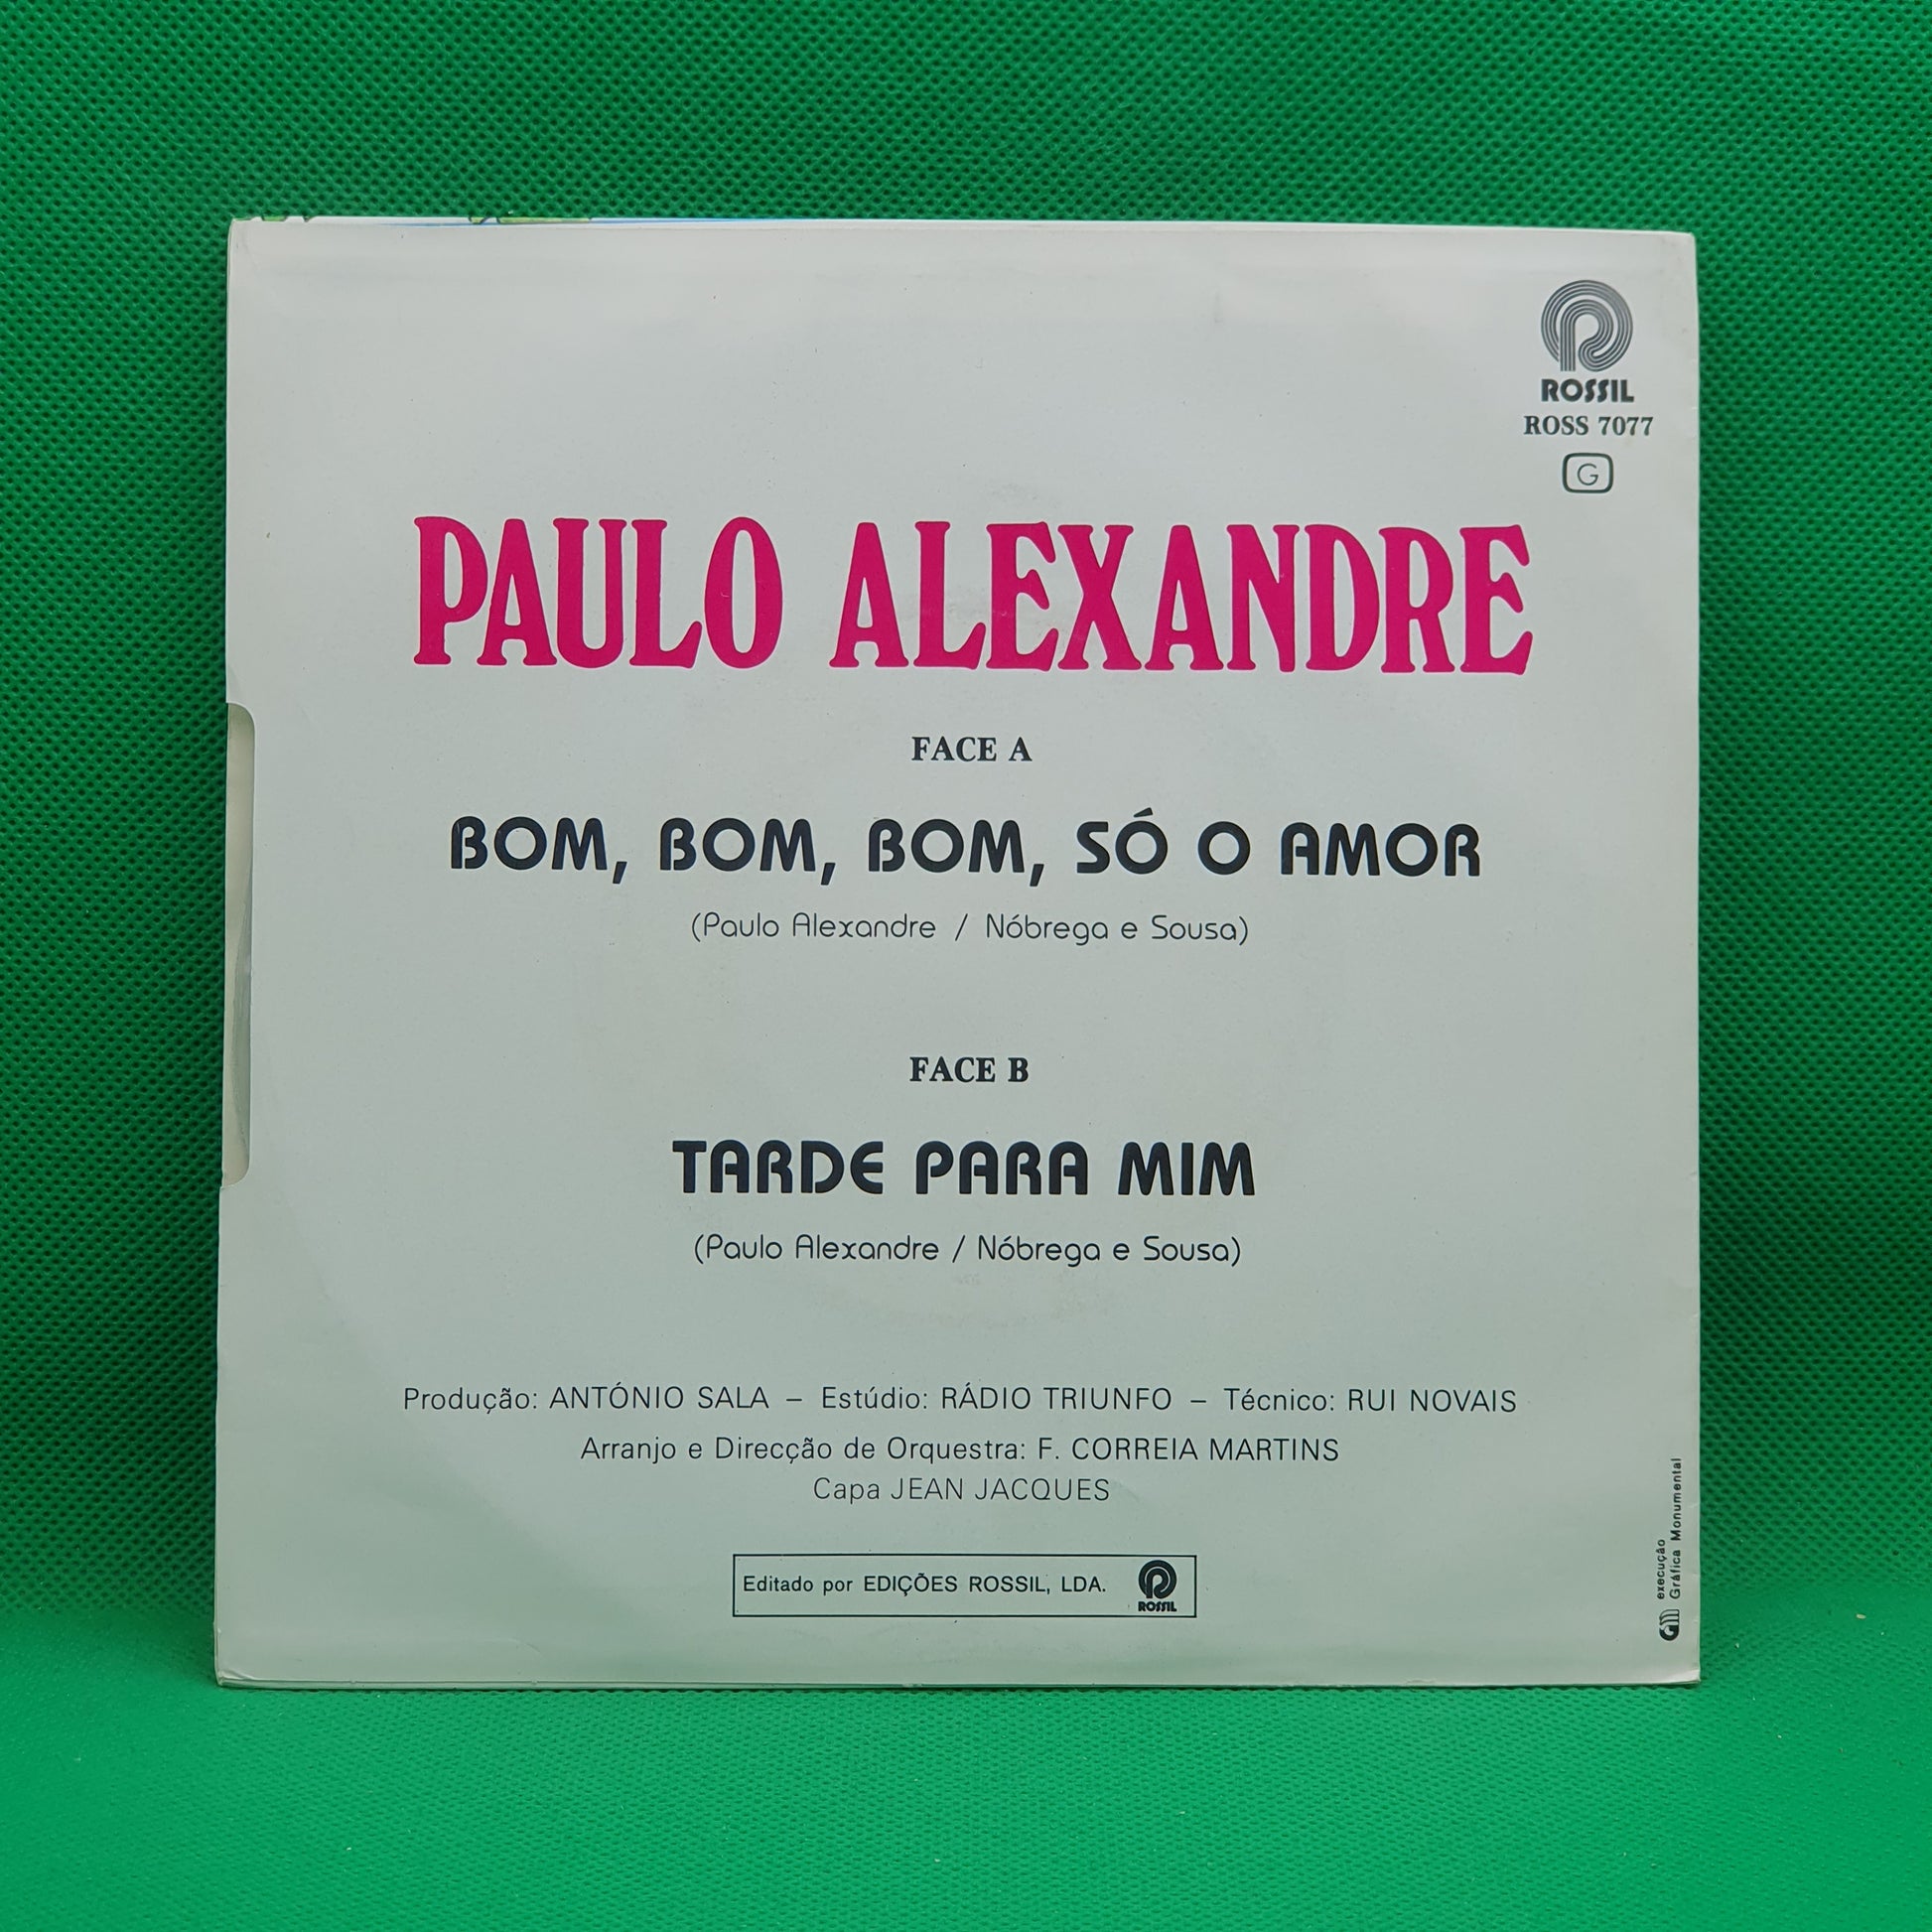 ROSSIL
ROSS 7077
G
PAULO ALEXANDRE
FACE A
BOM, BOM, BOM, SÓ O AMOR
(Paulo Alexandre / Nóbrega e Sousa)
FACE B
TARDE PARA MIM
(Paulo Alexandre / Nóbrega e Sousa)
Produção: ANTÓNIO SALA – Estúdio: RÁDIO TRIUNFO – Técnico: RUI NOVAIS
Arranjo e Direcção de Orquestra: F. CORREIA MARTINS
Capa JEAN JACQUES
Editado por EDIÇÕES ROSSIL, LDA.
ROSSIL
execução
Gráfica Monumental